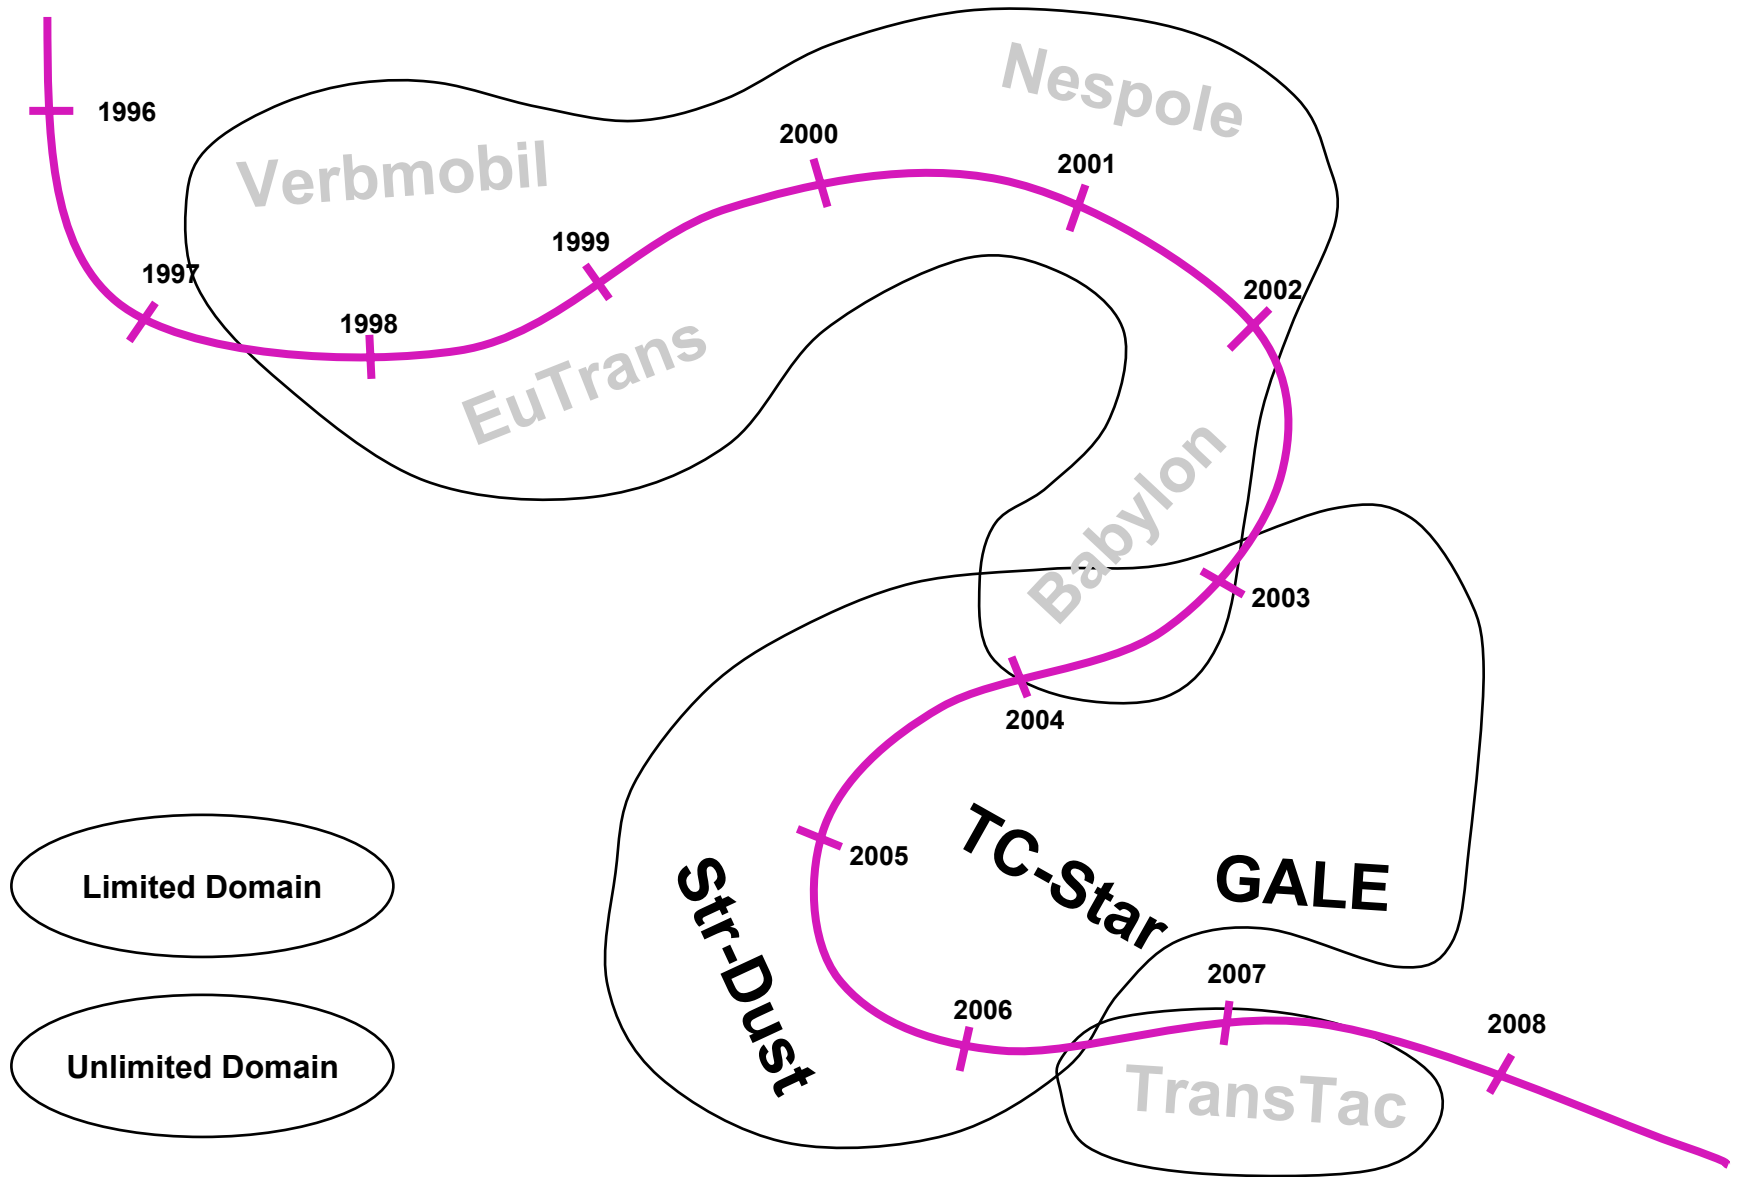 1996
Verbmobil
Nespole
2000
2001
1999
1997
2002
1998
EuTrans
Babylon
2003
2004
TC-Star
2005
GALE
Str-Dust
Limited Domain
2007
2006
2008
Unlimited Domain
TransTac